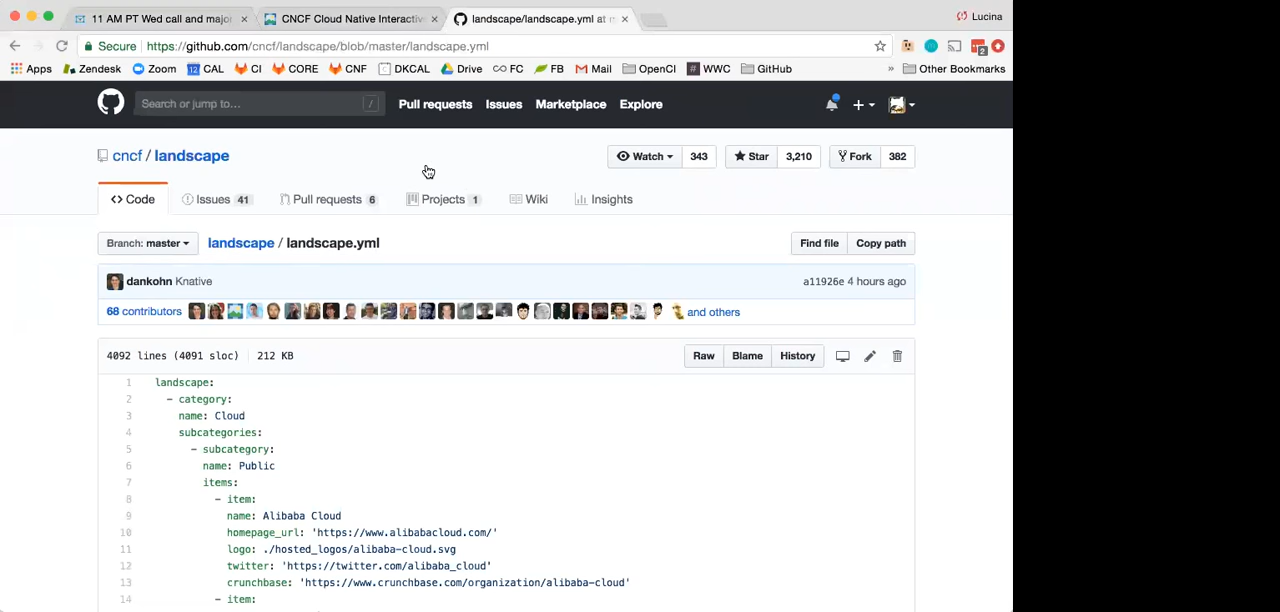 11 AM PT Wed call and major
CNCF Cloud Native Interactive
landscape/landscape.yml at m
Lucina
Secure https://github.com/cncf/landscape/blob/master/landscape.yml
2
Apps Zendesk Zoom 12 CAL CI CORE CNF DKCAL Drive FC FB Mail OpenCI WWC GitHub » Other Bookmarks
Search or jump to... / Pull requests Issues Marketplace Explore
cncf / landscape
Watch 343 Star 3,210 Fork 382
<> Code Issues 41 Pull requests 6 Projects 1 Wiki Insights
Branch: master landscape / landscape.yml Find file Copy path
dankohn Knative a11926e 4 hours ago
68 contributors and others
4092 lines (4091 sloc) 212 KB Raw Blame History
1 landscape:
2 - category:
3 name: Cloud
4 subcategories:
5 - subcategory:
6 name: Public
7 items:
8 - item:
9 name: Alibaba Cloud
10 homepage_url: 'https://www.alibabacloud.com/'
11 logo: ./hosted_logos/alibaba-cloud.svg
12 twitter: 'https://twitter.com/alibaba_cloud'
13 crunchbase: 'https://www.crunchbase.com/organization/alibaba-cloud'
14 - item: